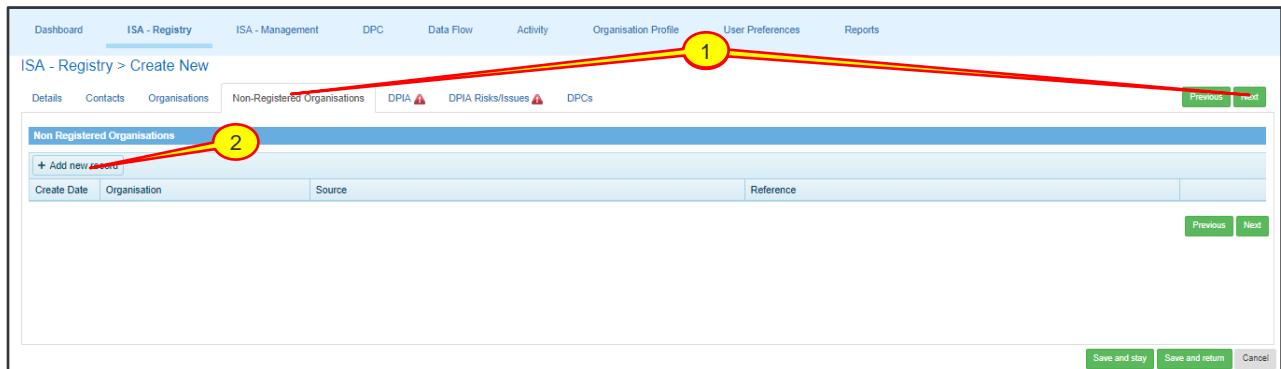 Dashboard ISA - Registry ISA - Management DPC Data Flow Activity Organisation Profile User Preferences Reports
1
ISA - Registry > Create New
Details Contacts Organisations Non-Registered Organisations DPIA DPIA Risks/Issues DPCs Previous Next
Non Registered Organisations
2
+ Add new record
Create Date Organisation Source Reference
Previous Next
Save and stay Save and return Cancel